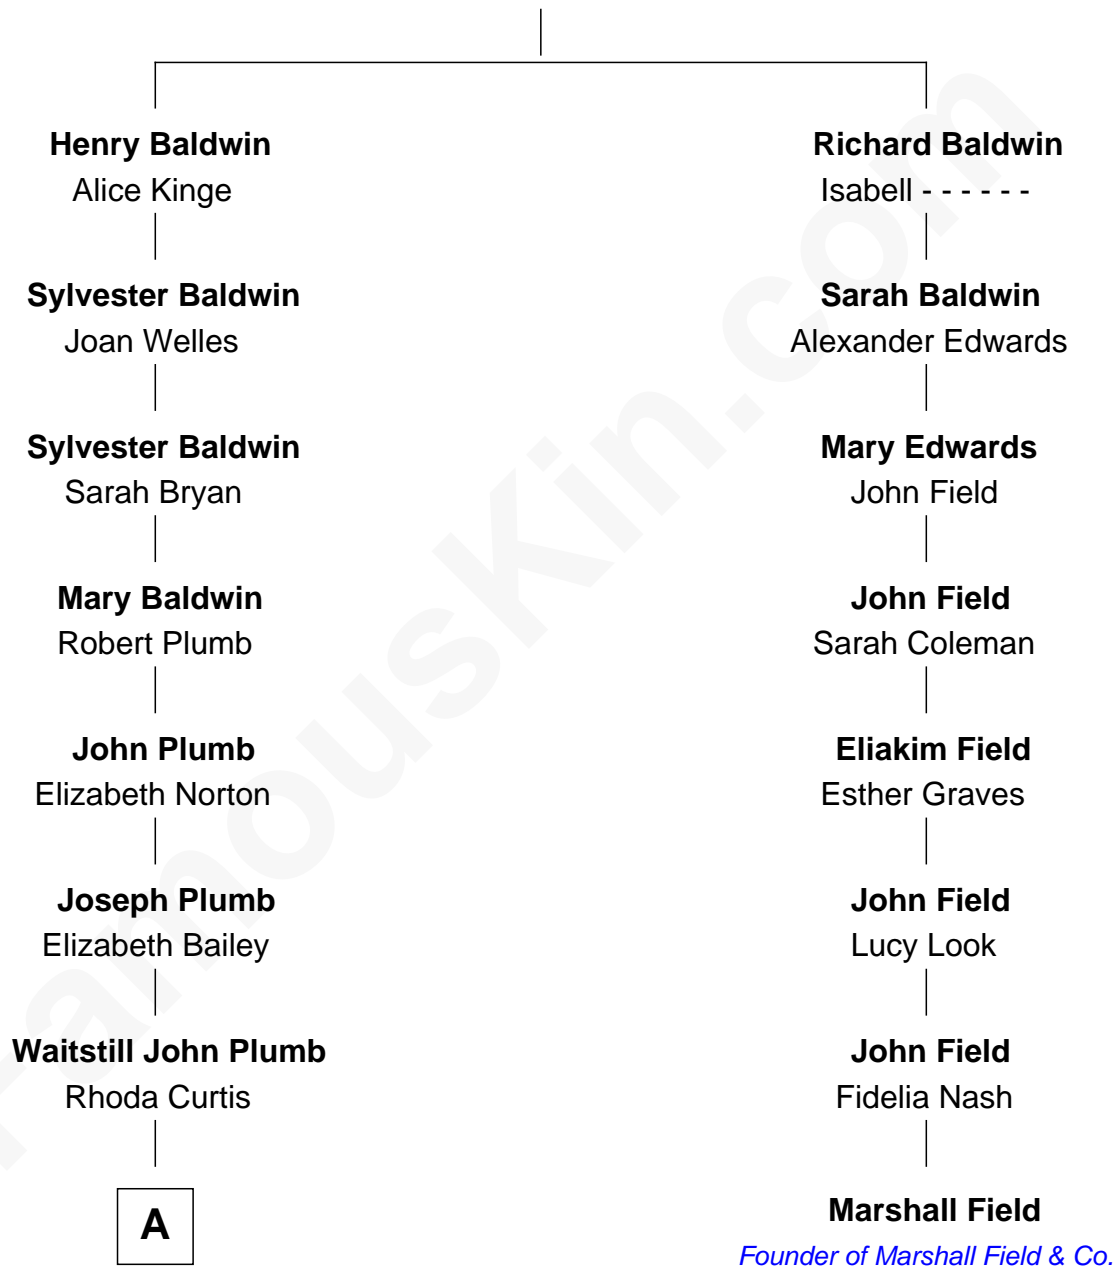 Henry Baldwin
Alice Kinge
Sylvester Baldwin
Joan Welles
Sylvester Baldwin
Sarah Bryan
Mary Baldwin
Robert Plumb
John Plumb
Elizabeth Norton
Joseph Plumb
Elizabeth Bailey
Waitstill John Plumb
Rhoda Curtis
A
Richard Baldwin
Isabell - - - - - -
Sarah Baldwin
Alexander Edwards
Mary Edwards
John Field
John Field
Sarah Coleman
Eliakim Field
Esther Graves
John Field
Lucy Look
John Field
Fidelia Nash
Marshall Field
Founder of Marshall Field & Co.
FamousKin.com